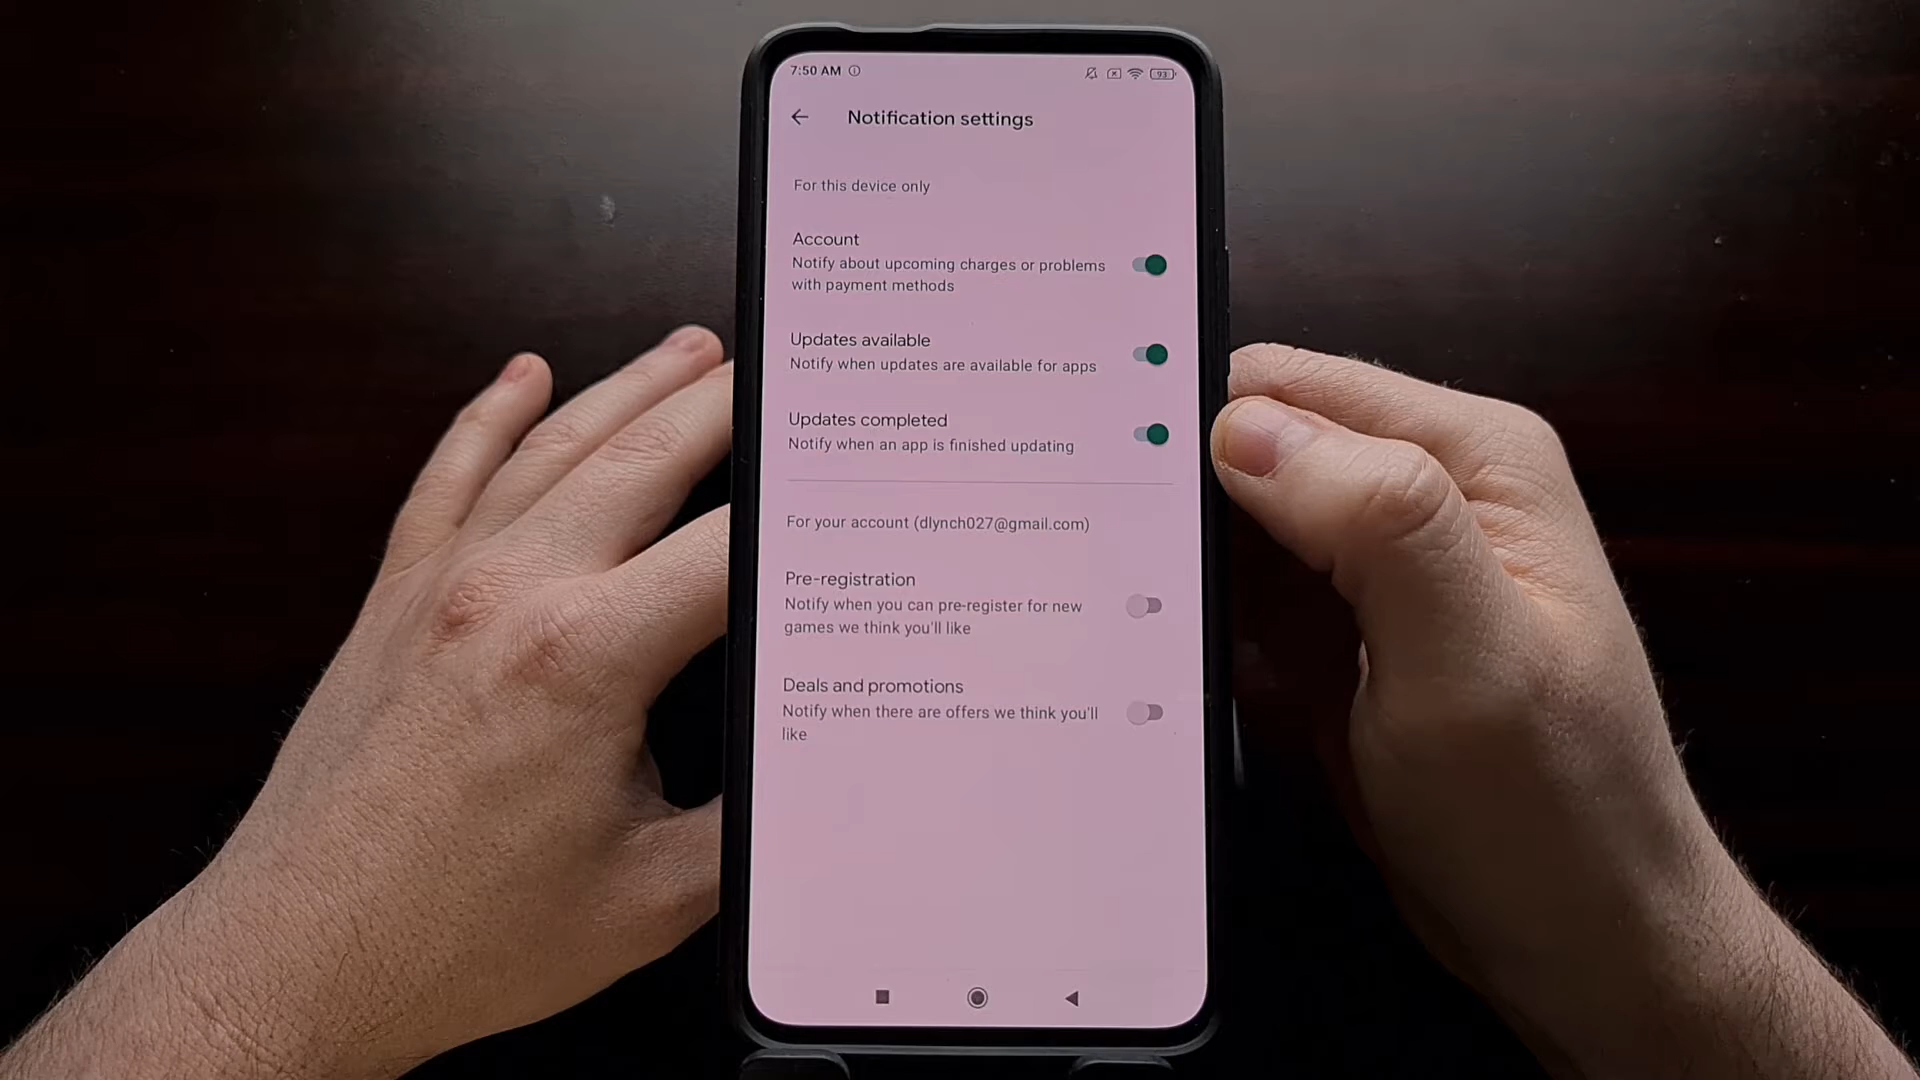 7:50 AM
93
Notification settings
For this device only
Account
Notify about upcoming charges or problems
with payment methods
Updates available
Notify when updates are available for apps
Updates completed
Notify when an app is finished updating
For your account (dlynch027@gmail.com)
Pre-registration
Notify when you can pre-register for new
games we think you'll like
Deals and promotions
Notify when there are offers we think you'll
like